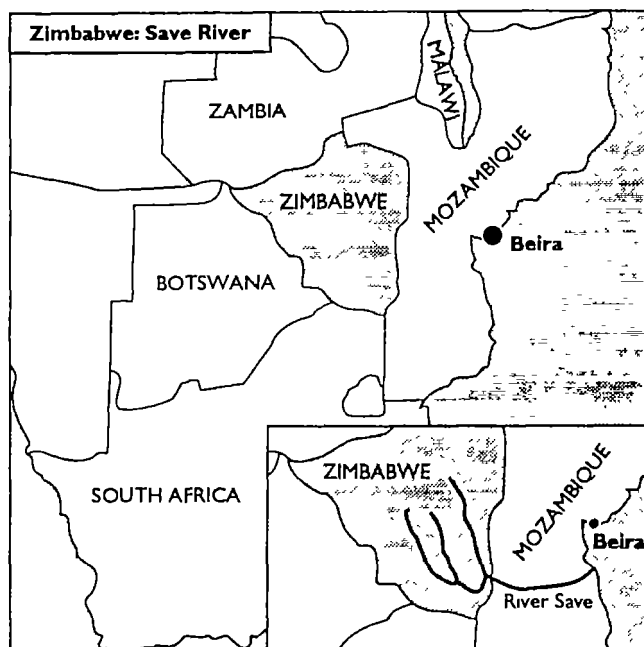 Zimbabwe: Save River
MALAWI
ZAMBIA
MOZAMBIQUE
ZIMBABWE
Beira
BOTSWANA
SOUTH AFRICA
ZIMBABWE
MOZAMBIQUE
Beira
River Save